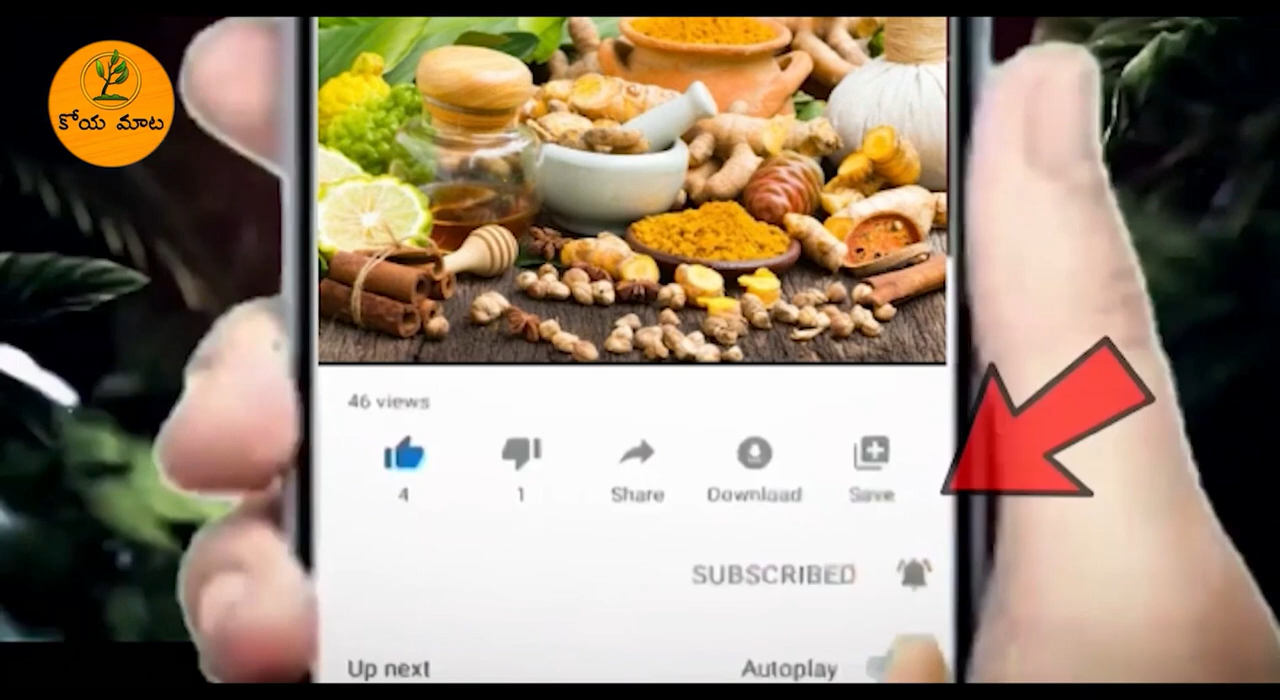 కోయ మాట
46 views
4
1
Share
Download
Save
SUBSCRIBED
Up next
Autoplay